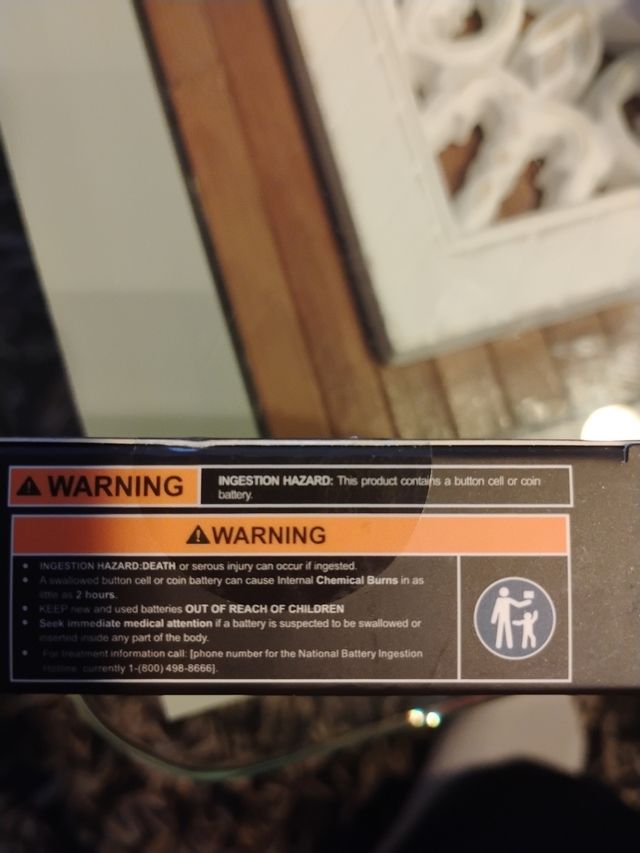 WARNING
INGESTION HAZARD: This product contains a button cell or coin
battery.
WARNING
INGESTION HAZARD:DEATH or serous injury can occur if ingested.
A swallowed button cell or coin battery can cause Internal Chemical Burns in as
little as 2 hours.
KEEP new and used batteries OUT OF REACH OF CHILDREN
Seek immediate medical attention if a battery is suspected to be swallowed or
inserted inside any part of the body.
For treatment information call: [phone number for the National Battery Ingestion
Hotline: currently 1-(800) 498-8666].